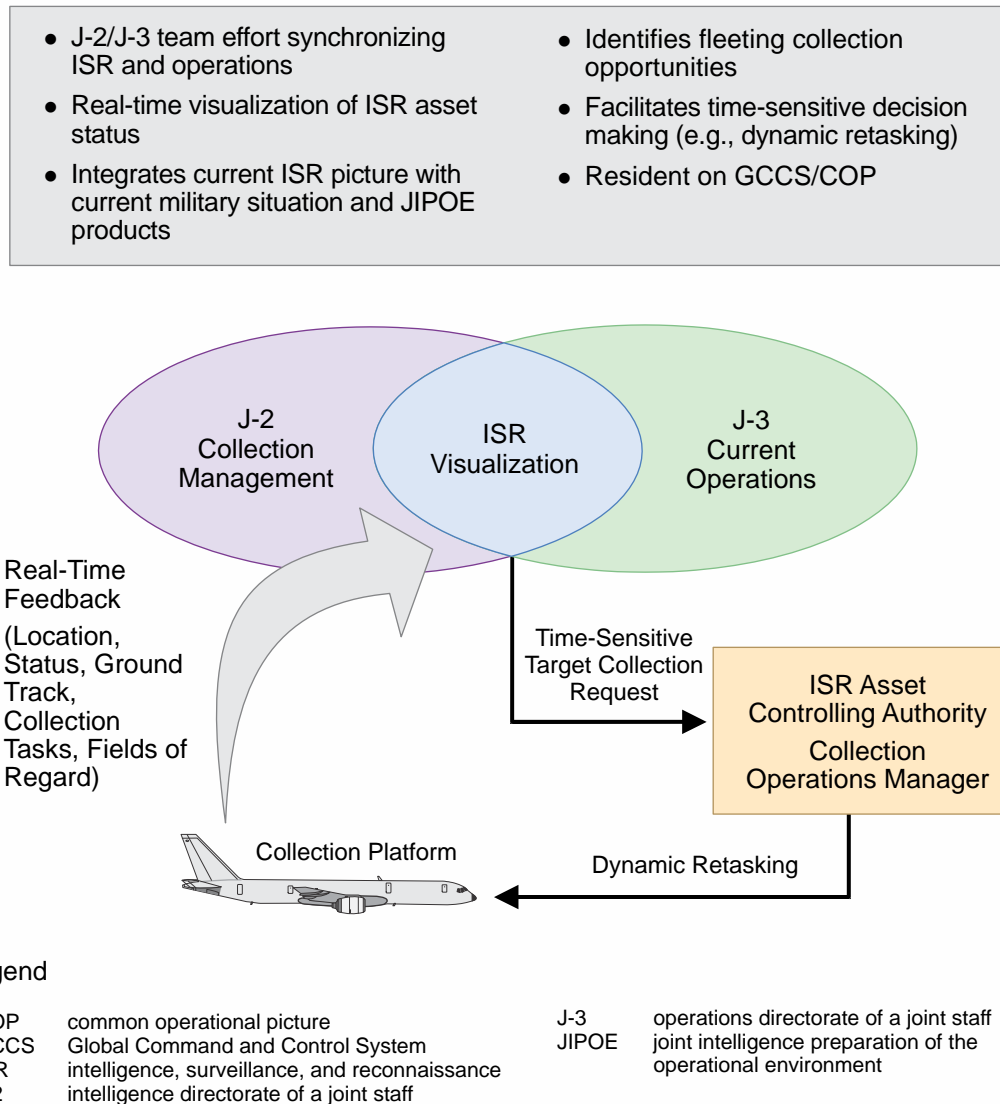 ● J-2/J-3 team effort synchronizing
ISR and operations
● Real-time visualization of ISR asset
status
● Integrates current ISR picture with
current military situation and JIPOE
products
● Identifies fleeting collection
opportunities
● Facilitates time-sensitive decision
making (e.g., dynamic retasking)
● Resident on GCCS/COP
J-2
Collection
Management
ISR
Visualization
J-3
Current
Operations
Real-Time
Feedback
(Location,
Status, Ground
Track,
Collection
Tasks, Fields of
Regard)
Time-Sensitive
Target Collection
Request
ISR Asset
Controlling Authority
Collection
Operations Manager
Collection Platform
Dynamic Retasking
gend
OP common operational picture
CCS Global Command and Control System
R intelligence, surveillance, and reconnaissance
2 intelligence directorate of a joint staff
J-3 operations directorate of a joint staff
JIPOE joint intelligence preparation of the
operational environment